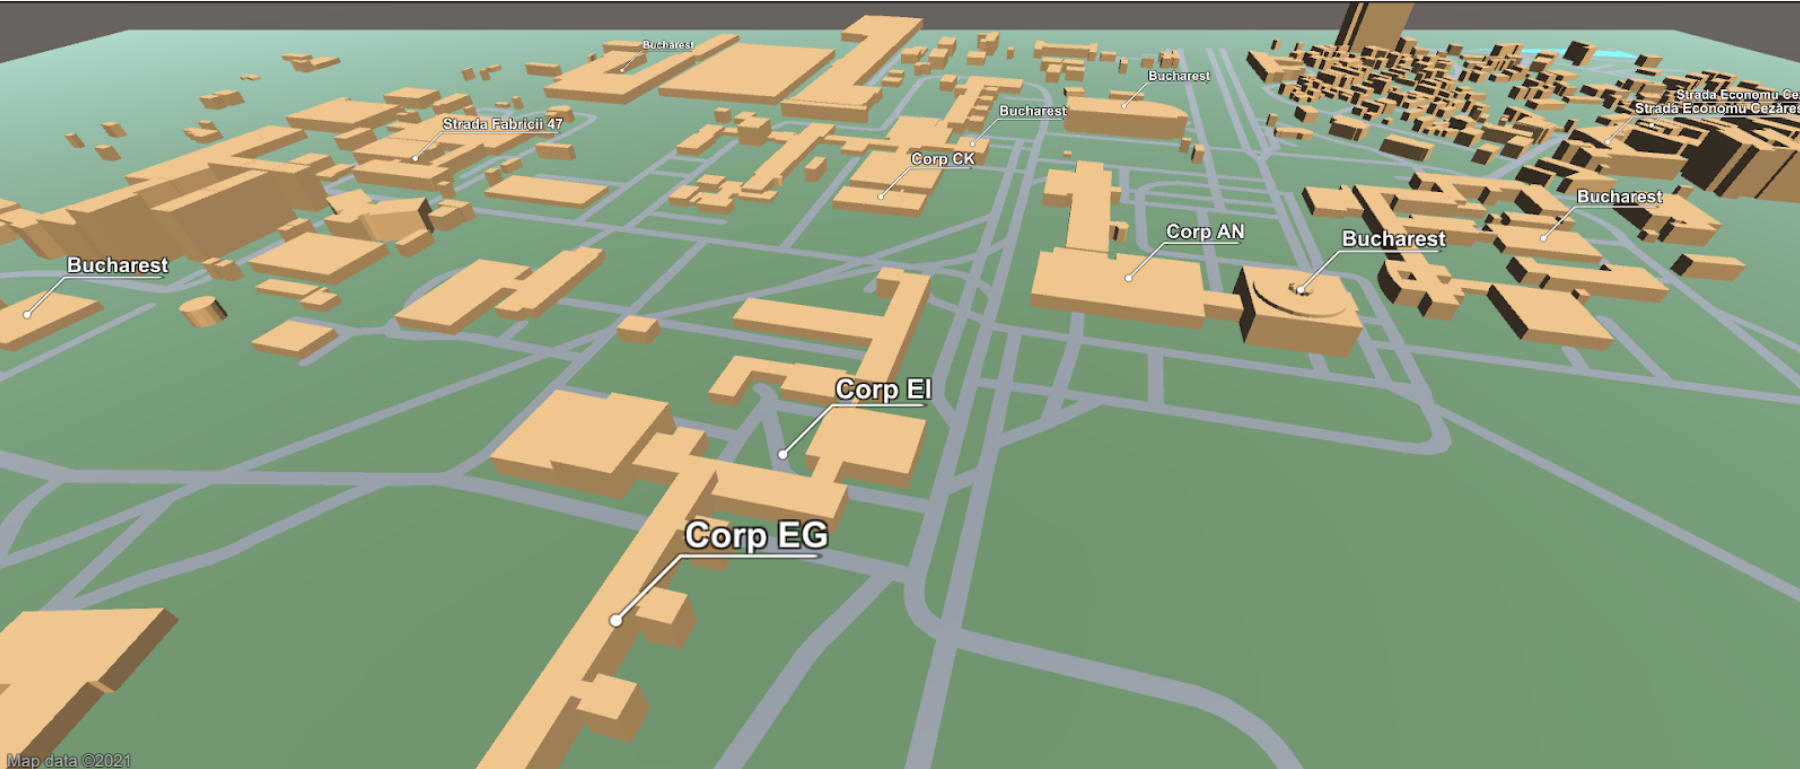 Bucharest
Bucharest
Strada Economu Ce
Strada Economu Cezăres
Bucharest
Strada Fabricii 47
Corp CK
Bucharest
Corp AN
Bucharest
Bucharest
Corp EI
Corp EG
Map data ©2021